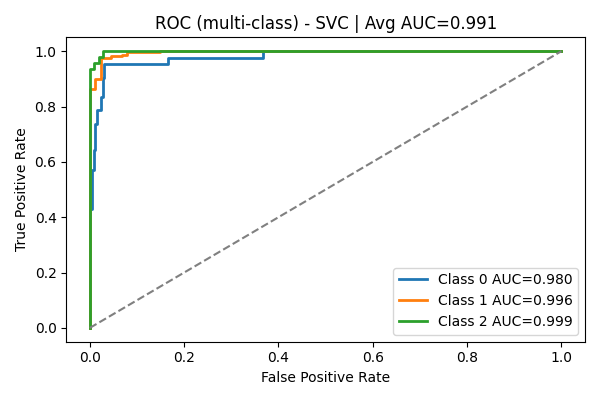 ROC (multi-class) - SVC | Avg AUC=0.991
True Positive Rate
1.0
0.8
0.6
0.4
0.2
0.0
Class 0 AUC=0.980
Class 1 AUC=0.996
Class 2 AUC=0.999
0.0 0.2 0.4 0.6 0.8 1.0
False Positive Rate